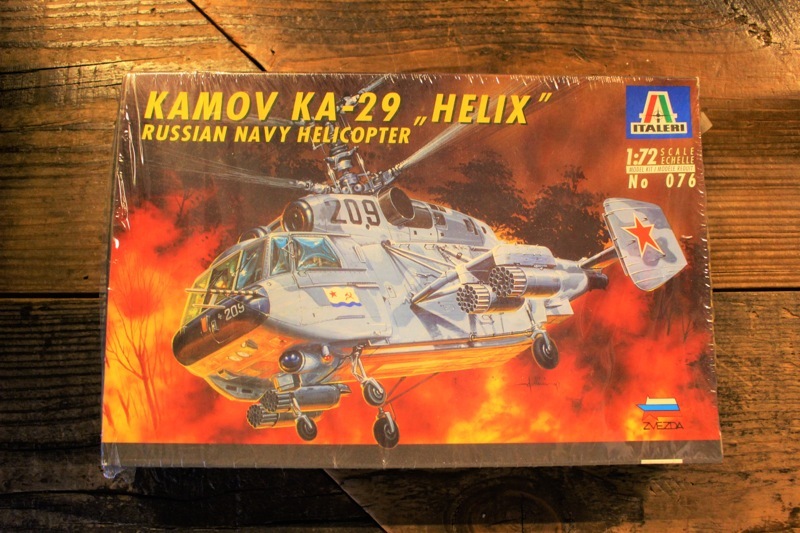 KAMOV KA-29 „HELIX"
RUSSIAN NAVY HELICOPTER
ITALERI
1:72 SCALE
ECHELLE
No 076
209
209
ZVEZDA